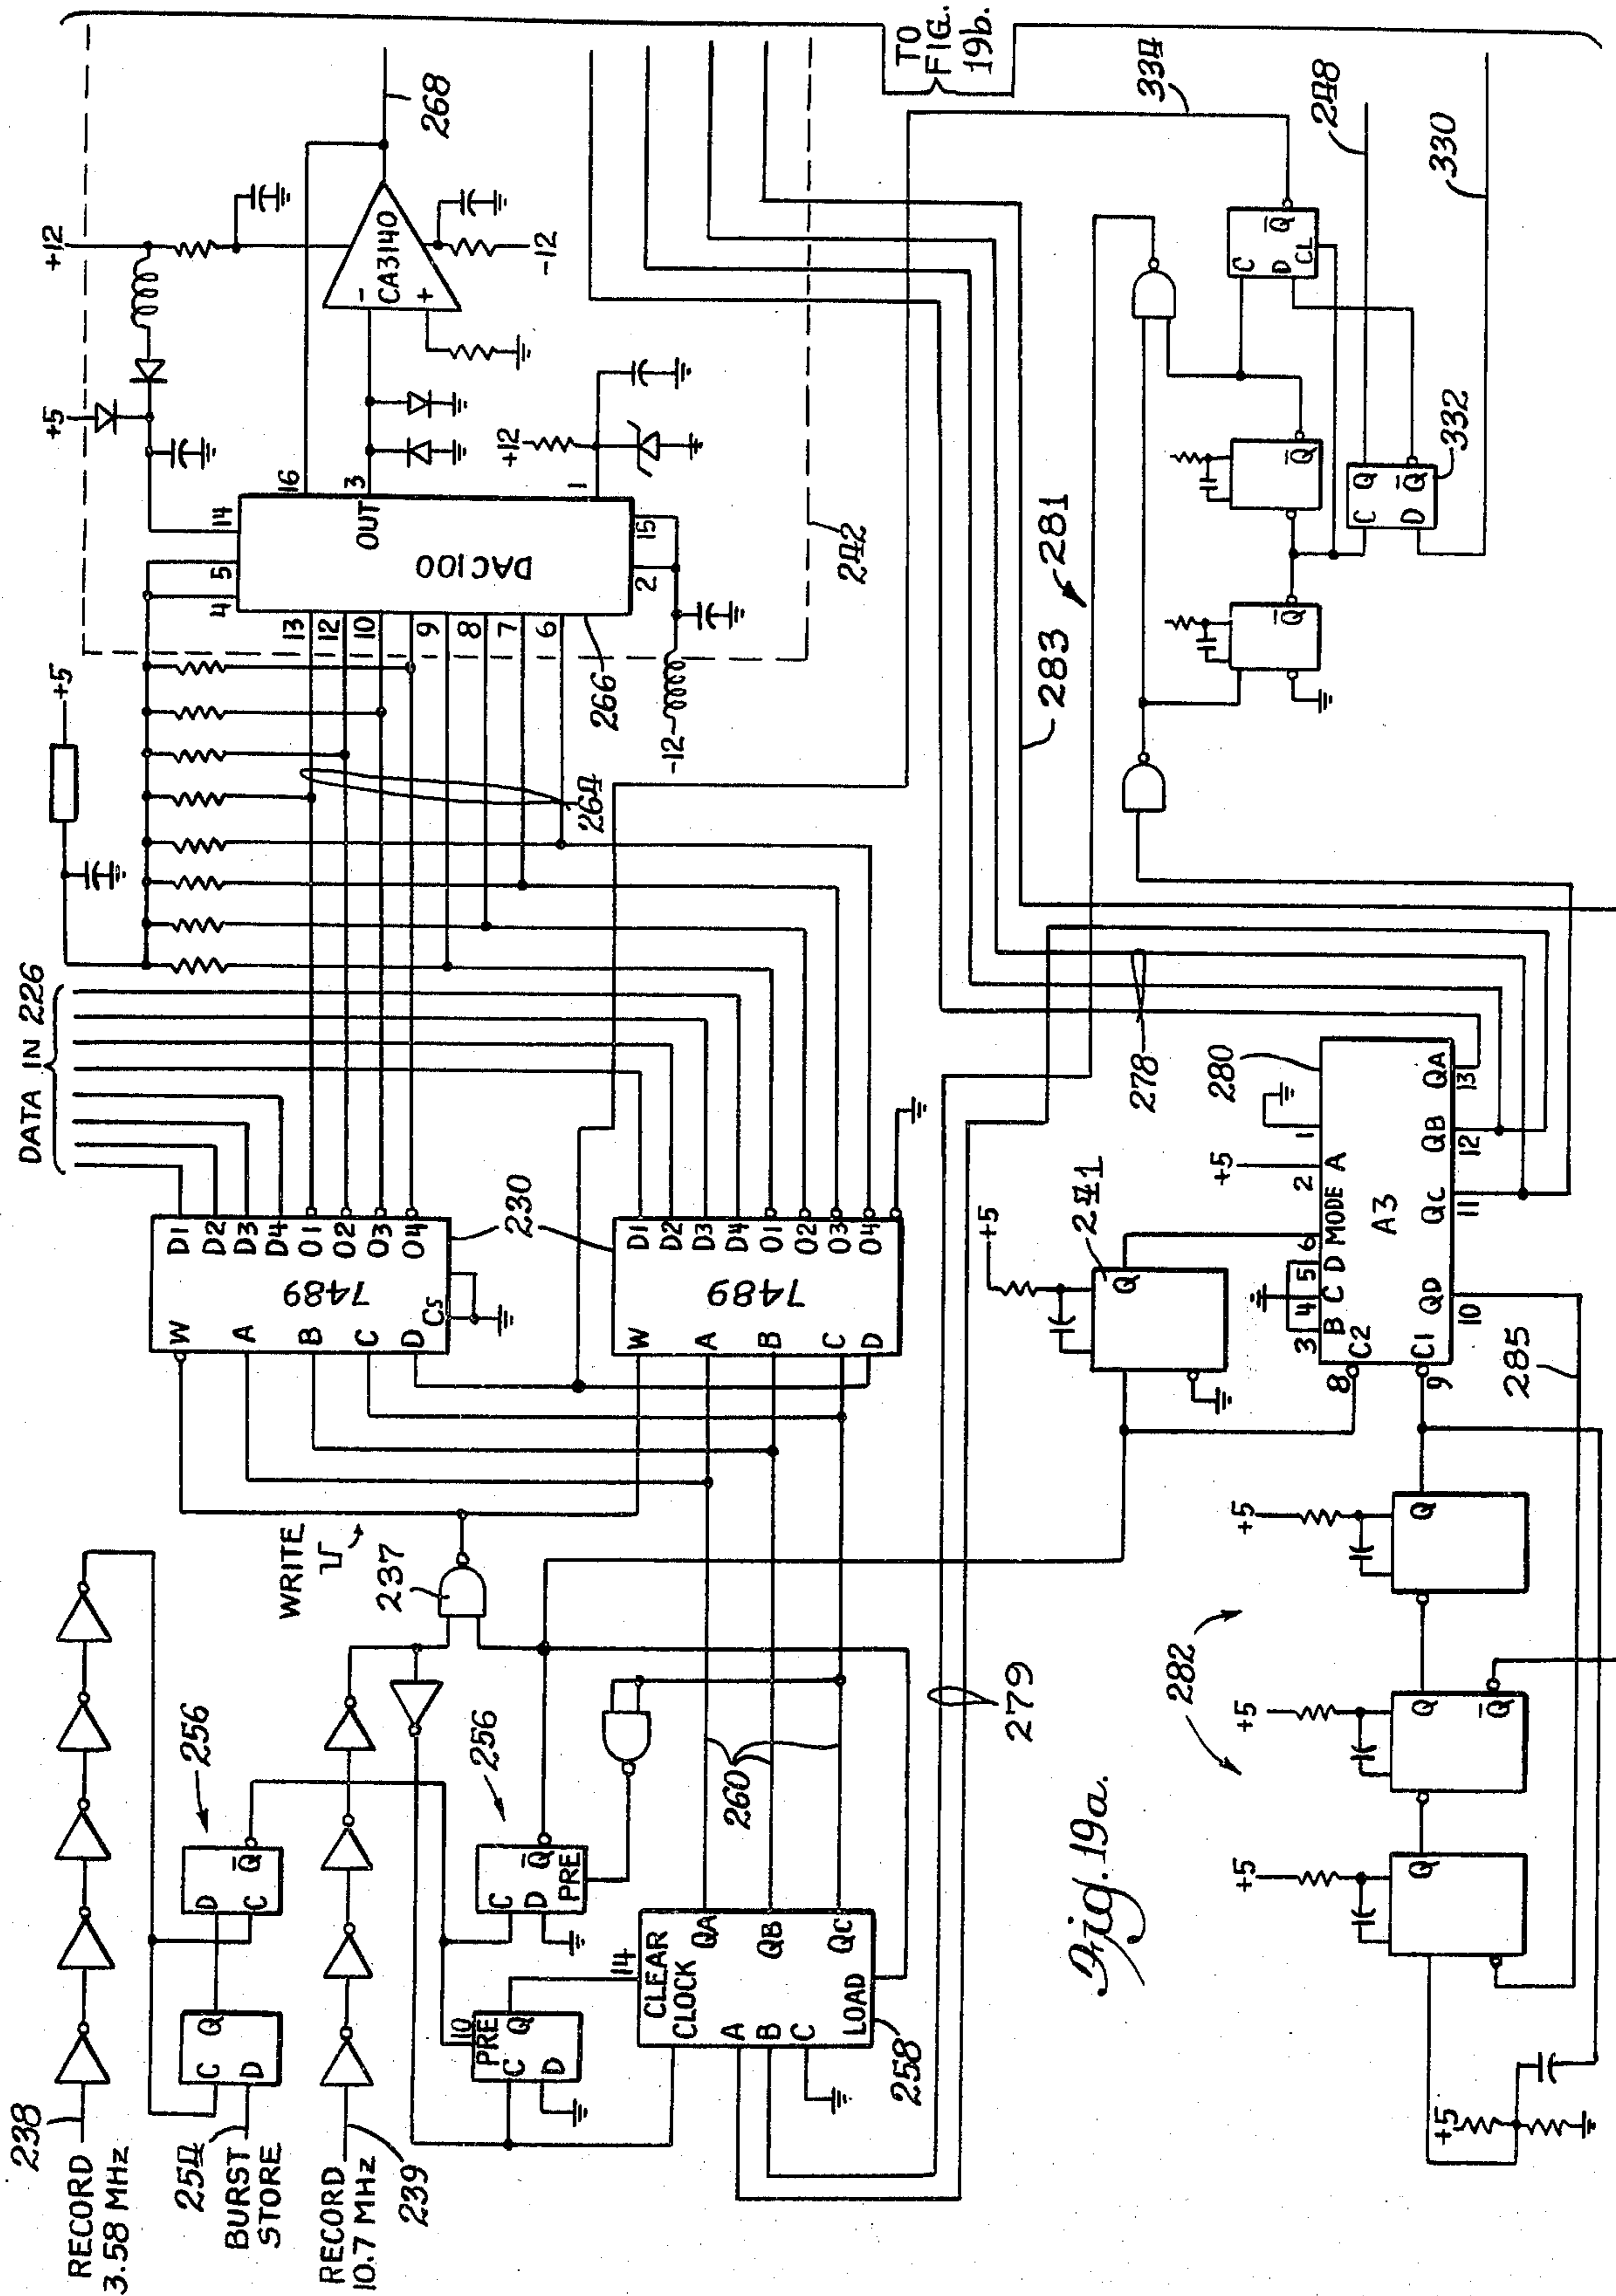 DATA IN 226
+5
+5
+12
TO
FIG.
19b.
268
CA3140
-
+
-12
14
16
3
OUT
1
+12
15
2
DAC100
4
5
13
12
10
9
8
7
6
242
266
-12
264
334
248
330
332
C
D
CL
Q̅
Q̅
Q̅
C
Q
D
Q̅
281
283
278
RECORD
3.58 MHz
238
254
BURST
STORE
C
D
Q
D
C
Q̅
256
RECORD
10.7 MHz
239
WRITE
237
256
10
PRE
C
D
Q
C
D
Q̅
PRE
14
CLEAR
CLOCK
A
B
C
LOAD
QA
QB
QC
258
260
279
W
A
B
C
D
7489
CS
D1
D2
D3
D4
O1
O2
O3
O4
230
W
A
B
C
D
7489
D1
D2
D3
D4
O1
O2
O3
O4
+5
Q
241
+5
280
3
4
5
6
2
1
B
C
D
MODE
A
8
C2
9
C1
A3
QD
QC
QB
QA
10
11
12
13
285
282
+5
Q
+5
Q
Q̅
+5
Q
+5
Fig. 19a.